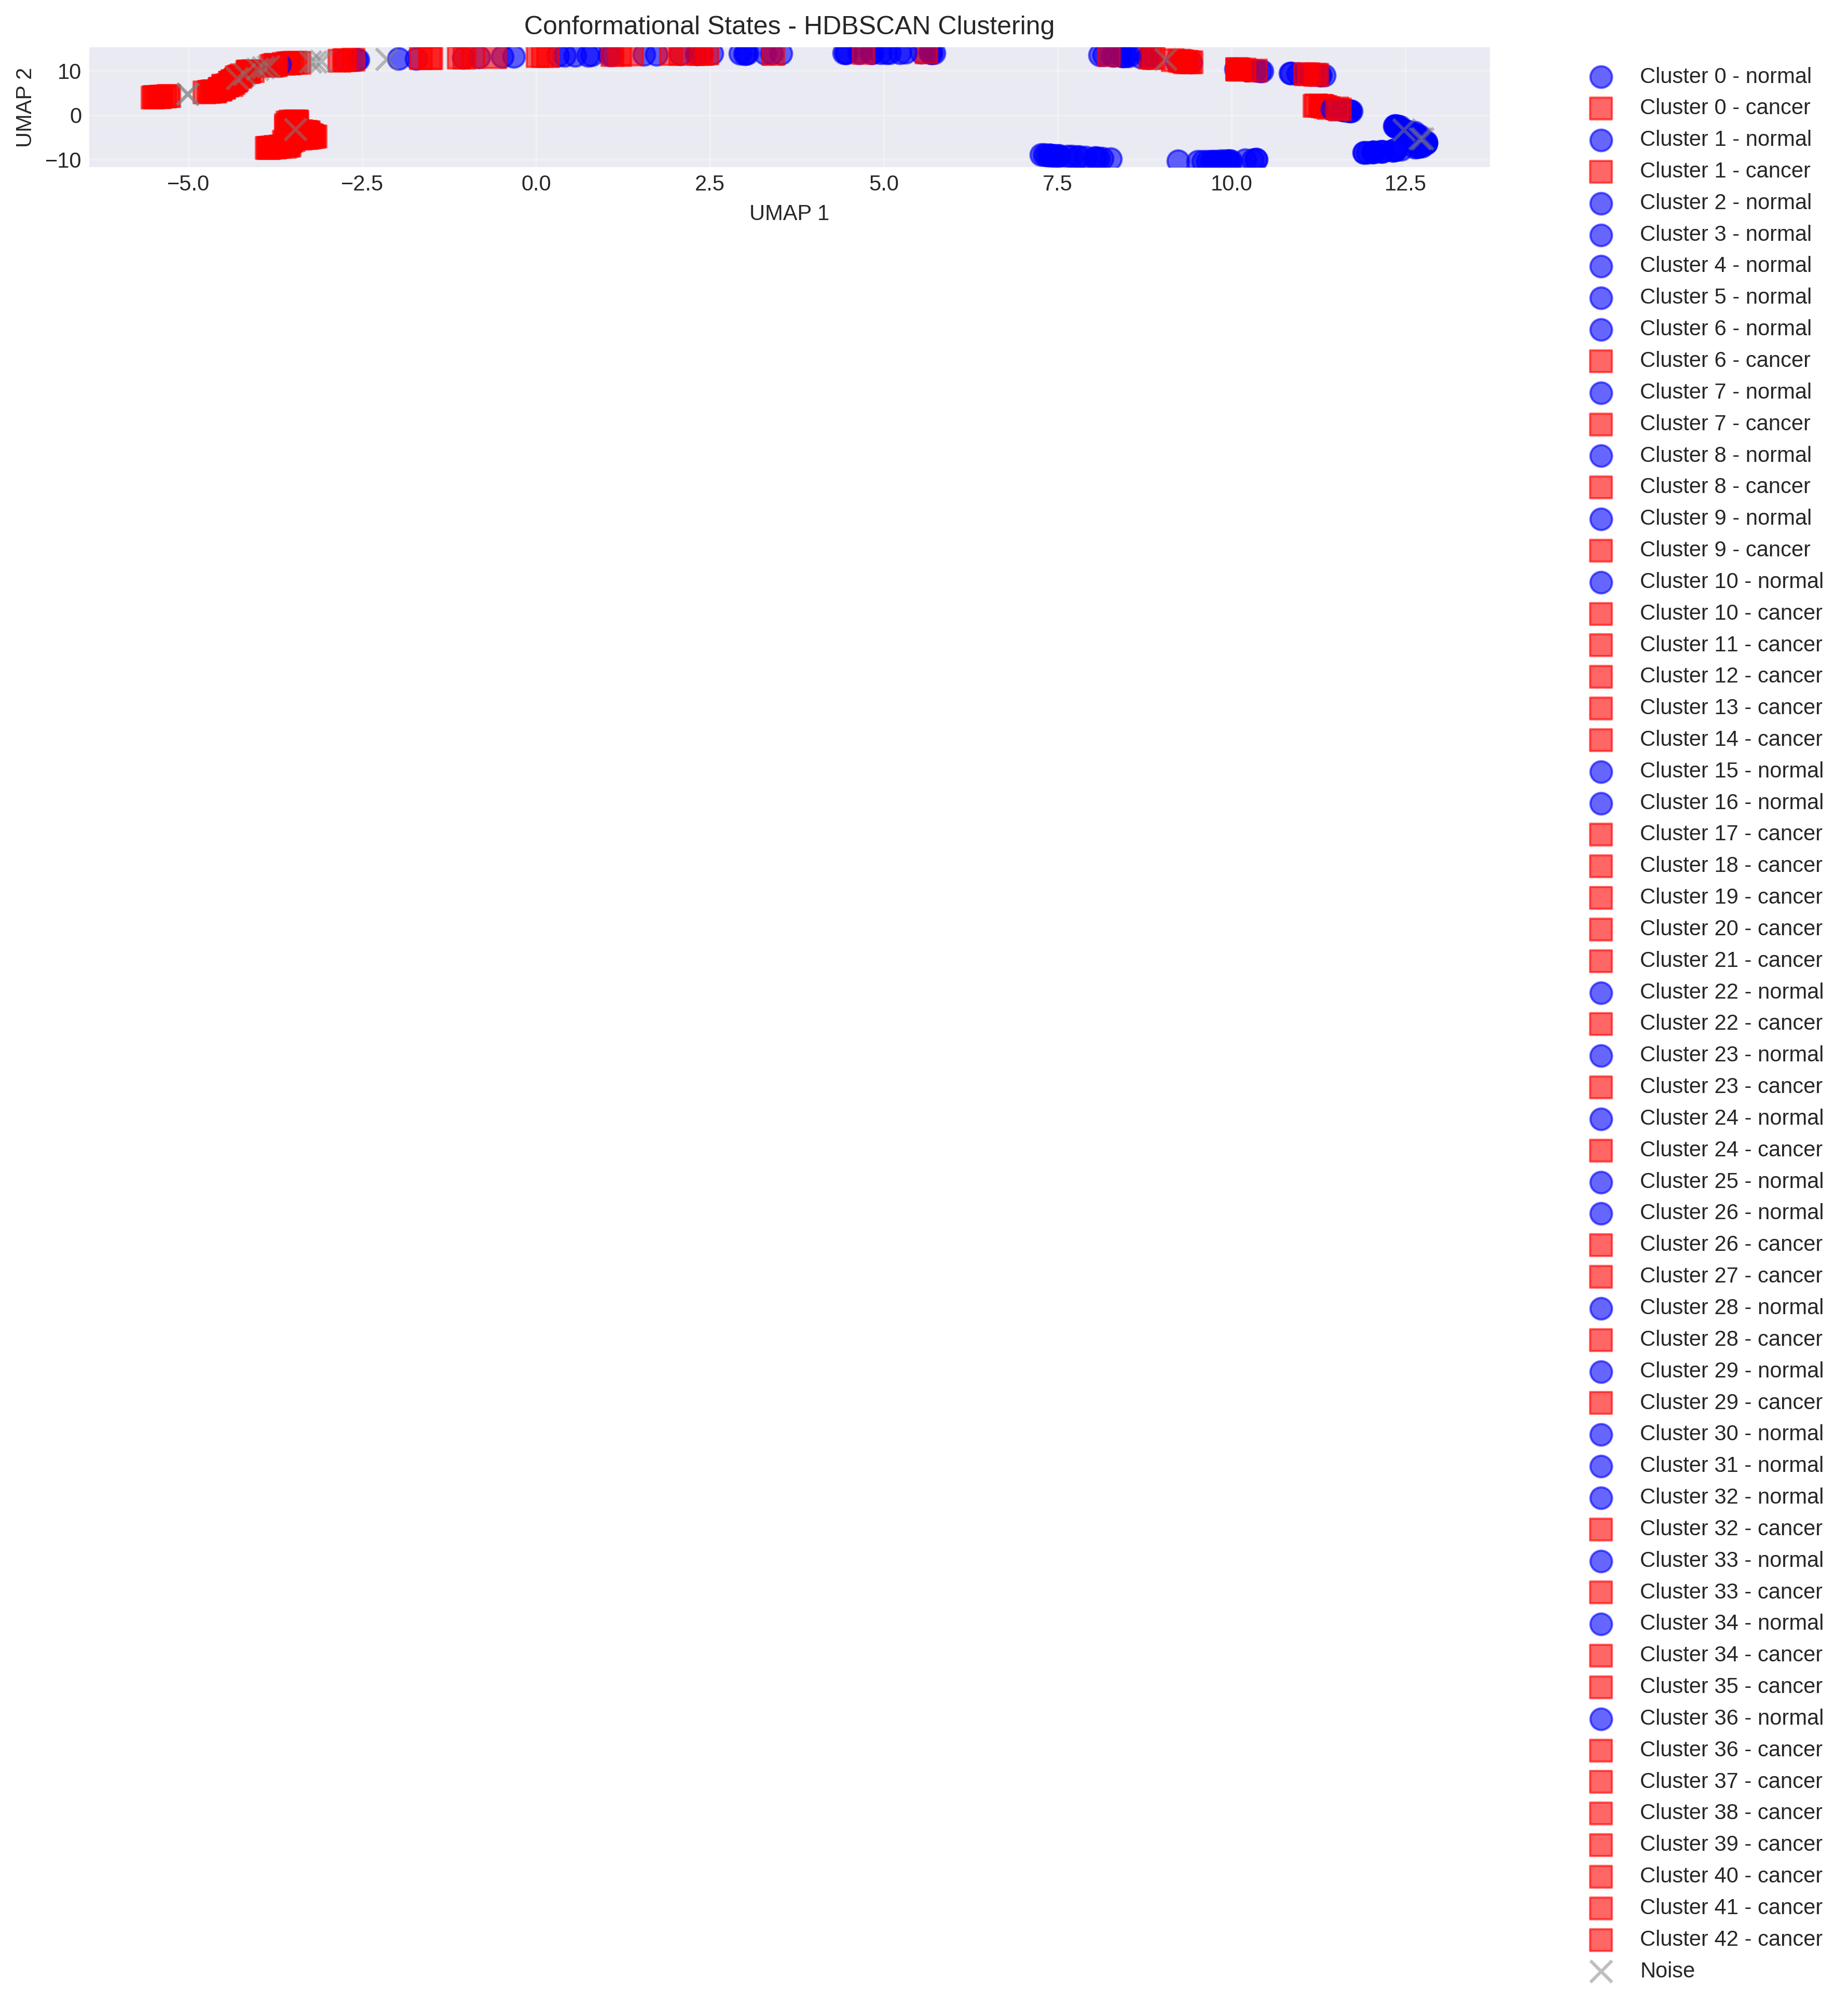 Conformational States - HDBSCAN Clustering
UMAP 2
10
0
−10
−5.0
−2.5
0.0
2.5
5.0
7.5
10.0
12.5
UMAP 1
Cluster 0 - normal
Cluster 0 - cancer
Cluster 1 - normal
Cluster 1 - cancer
Cluster 2 - normal
Cluster 3 - normal
Cluster 4 - normal
Cluster 5 - normal
Cluster 6 - normal
Cluster 6 - cancer
Cluster 7 - normal
Cluster 7 - cancer
Cluster 8 - normal
Cluster 8 - cancer
Cluster 9 - normal
Cluster 9 - cancer
Cluster 10 - normal
Cluster 10 - cancer
Cluster 11 - cancer
Cluster 12 - cancer
Cluster 13 - cancer
Cluster 14 - cancer
Cluster 15 - normal
Cluster 16 - normal
Cluster 17 - cancer
Cluster 18 - cancer
Cluster 19 - cancer
Cluster 20 - cancer
Cluster 21 - cancer
Cluster 22 - normal
Cluster 22 - cancer
Cluster 23 - normal
Cluster 23 - cancer
Cluster 24 - normal
Cluster 24 - cancer
Cluster 25 - normal
Cluster 26 - normal
Cluster 26 - cancer
Cluster 27 - cancer
Cluster 28 - normal
Cluster 28 - cancer
Cluster 29 - normal
Cluster 29 - cancer
Cluster 30 - normal
Cluster 31 - normal
Cluster 32 - normal
Cluster 32 - cancer
Cluster 33 - normal
Cluster 33 - cancer
Cluster 34 - normal
Cluster 34 - cancer
Cluster 35 - cancer
Cluster 36 - normal
Cluster 36 - cancer
Cluster 37 - cancer
Cluster 38 - cancer
Cluster 39 - cancer
Cluster 40 - cancer
Cluster 41 - cancer
Cluster 42 - cancer
Noise